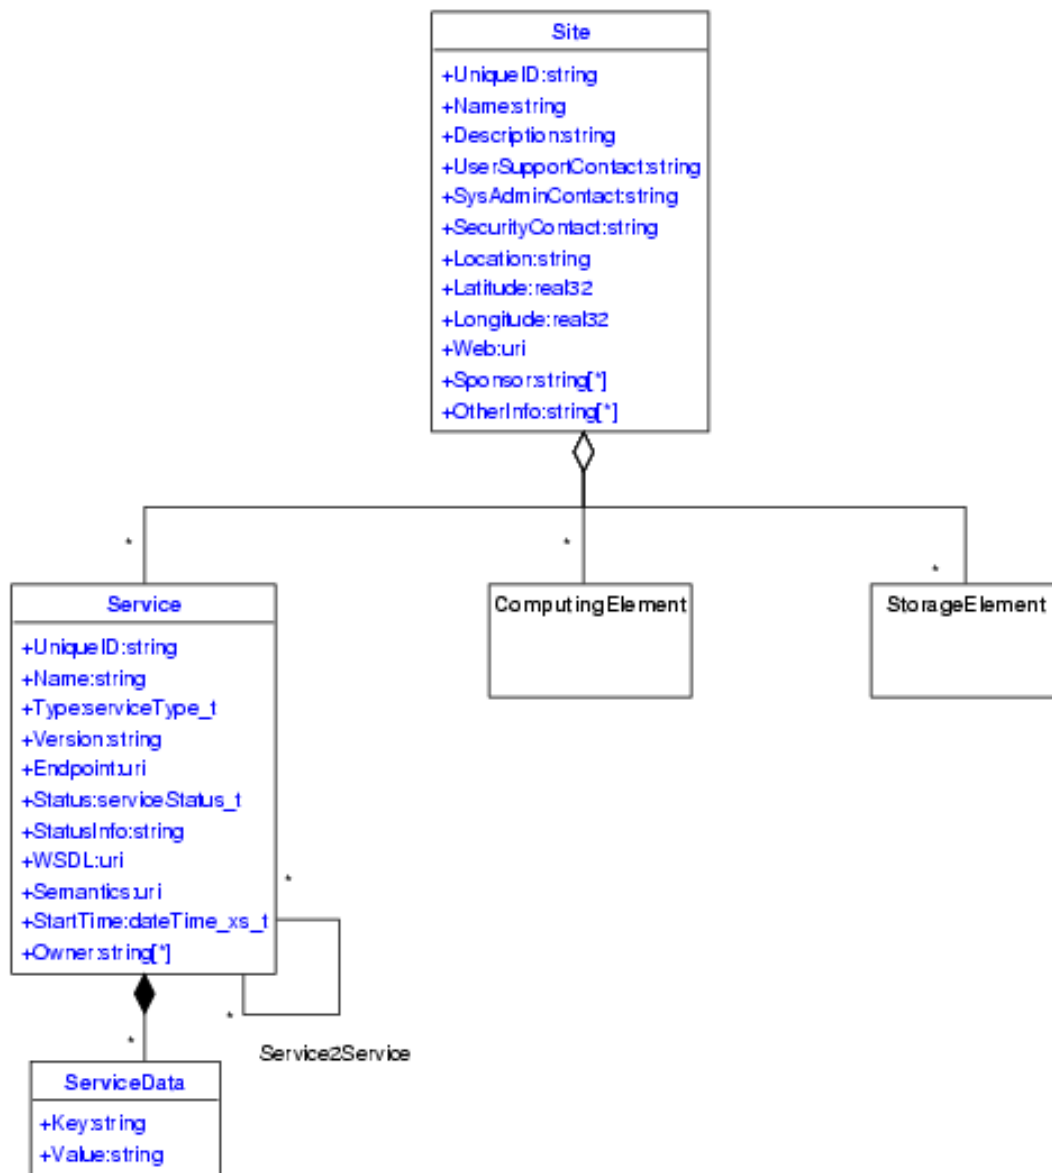 Site
+UniqueID:string
+Name:string
+Description:string
+UserSupportContact:string
+SysAdminContact:string
+SecurityContact:string
+Location:string
+Latitude:real32
+Longitude:real32
+Web:uri
+Sponsor:string[*]
+OtherInfo:string[*]
* * *
Service
+UniqueID:string
+Name:string
+Type:serviceType_t
+Version:string
+Endpoint:uri
+Status:serviceStatus_t
+StatusInfo:string
+WSDL:uri
+Semantics:uri
+StartTime:dateTime_xs_t
+Owner:string[*]
ComputingElement
StorageElement
*
*
Service2Service
*
ServiceData
+Key:string
+Value:string